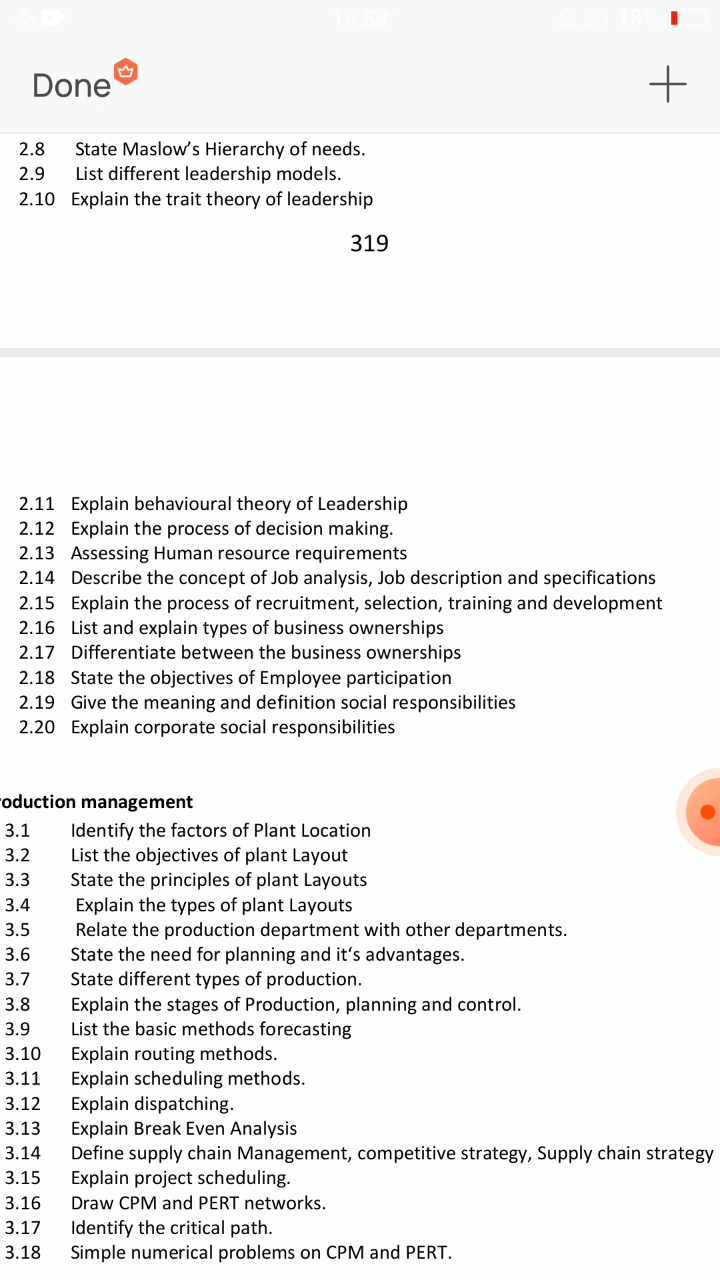 19:58
16%
Done
2.8 State Maslow's Hierarchy of needs.
2.9 List different leadership models.
2.10 Explain the trait theory of leadership
319
2.11 Explain behavioural theory of Leadership
2.12 Explain the process of decision making.
2.13 Assessing Human resource requirements
2.14 Describe the concept of Job analysis, Job description and specifications
2.15 Explain the process of recruitment, selection, training and development
2.16 List and explain types of business ownerships
2.17 Differentiate between the business ownerships
2.18 State the objectives of Employee participation
2.19 Give the meaning and definition social responsibilities
2.20 Explain corporate social responsibilities
roduction management
3.1 Identify the factors of Plant Location
3.2 List the objectives of plant Layout
3.3 State the principles of plant Layouts
3.4 Explain the types of plant Layouts
3.5 Relate the production department with other departments.
3.6 State the need for planning and it‘s advantages.
3.7 State different types of production.
3.8 Explain the stages of Production, planning and control.
3.9 List the basic methods forecasting
3.10 Explain routing methods.
3.11 Explain scheduling methods.
3.12 Explain dispatching.
3.13 Explain Break Even Analysis
3.14 Define supply chain Management, competitive strategy, Supply chain strategy
3.15 Explain project scheduling.
3.16 Draw CPM and PERT networks.
3.17 Identify the critical path.
3.18 Simple numerical problems on CPM and PERT.